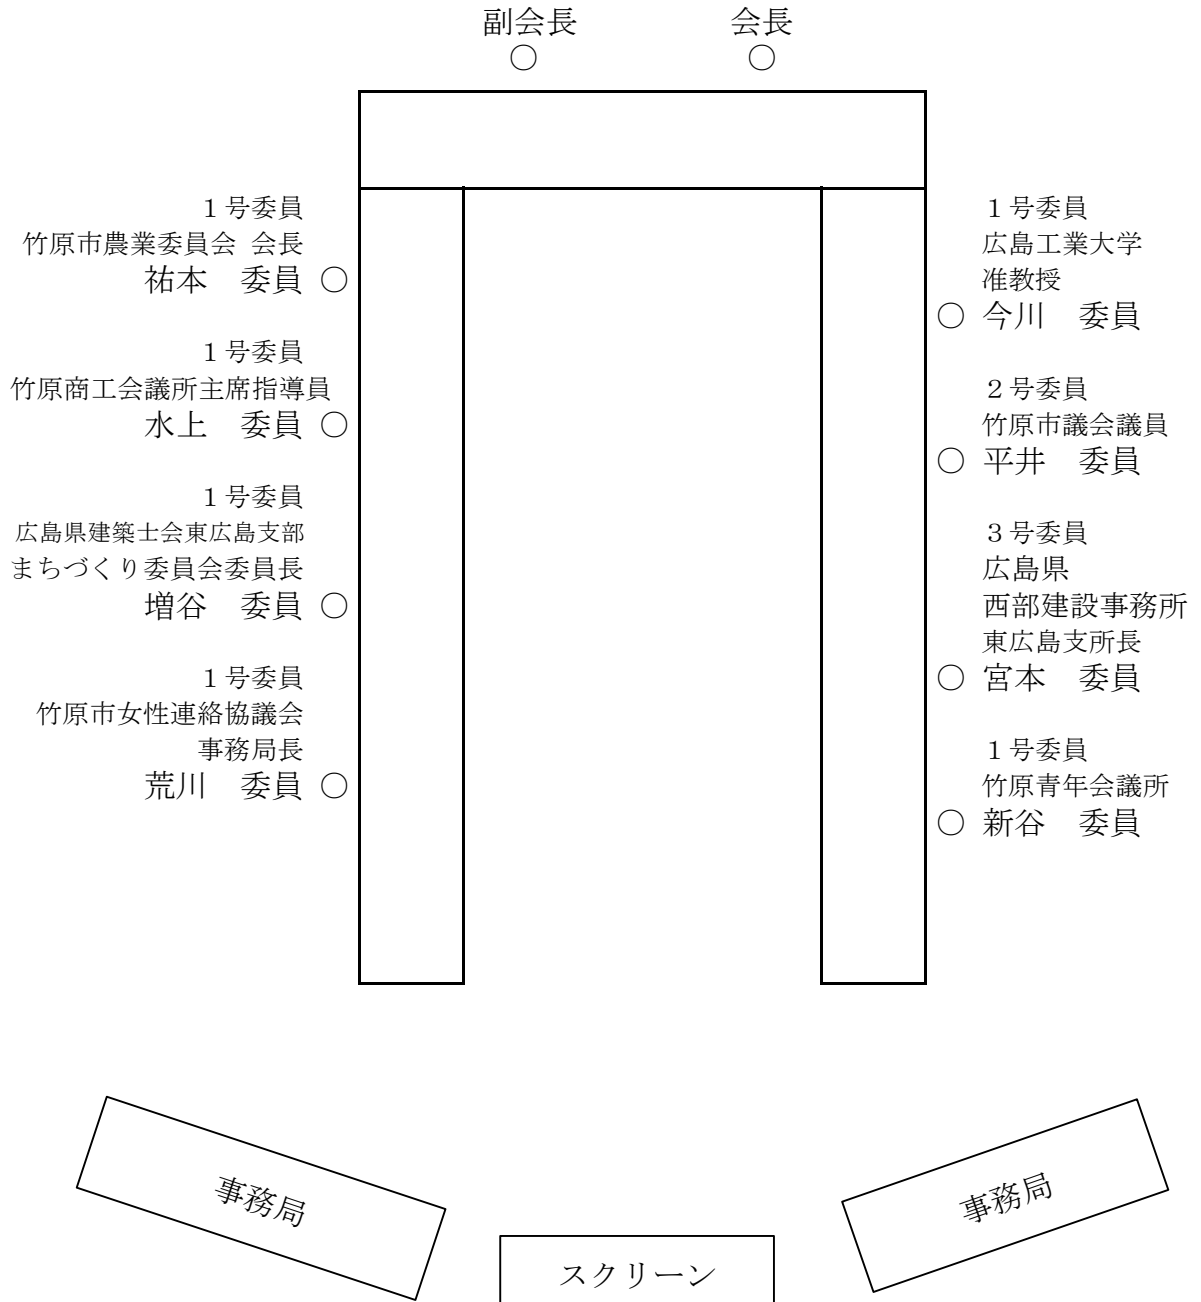 副会長
会長
○
○
１号委員
竹原市農業委員会 会長
祐本　委員 ○
１号委員
竹原商工会議所主席指導員
水上　委員 ○
１号委員
広島県建築士会東広島支部
まちづくり委員会委員長
増谷　委員 ○
１号委員
竹原市女性連絡協議会
事務局長
荒川　委員 ○
１号委員
広島工業大学
准教授
○ 今川　委員
２号委員
竹原市議会議員
○ 平井　委員
３号委員
広島県
西部建設事務所
東広島支所長
○ 宮本　委員
１号委員
竹原青年会議所
○ 新谷　委員
事務局
事務局
スクリーン